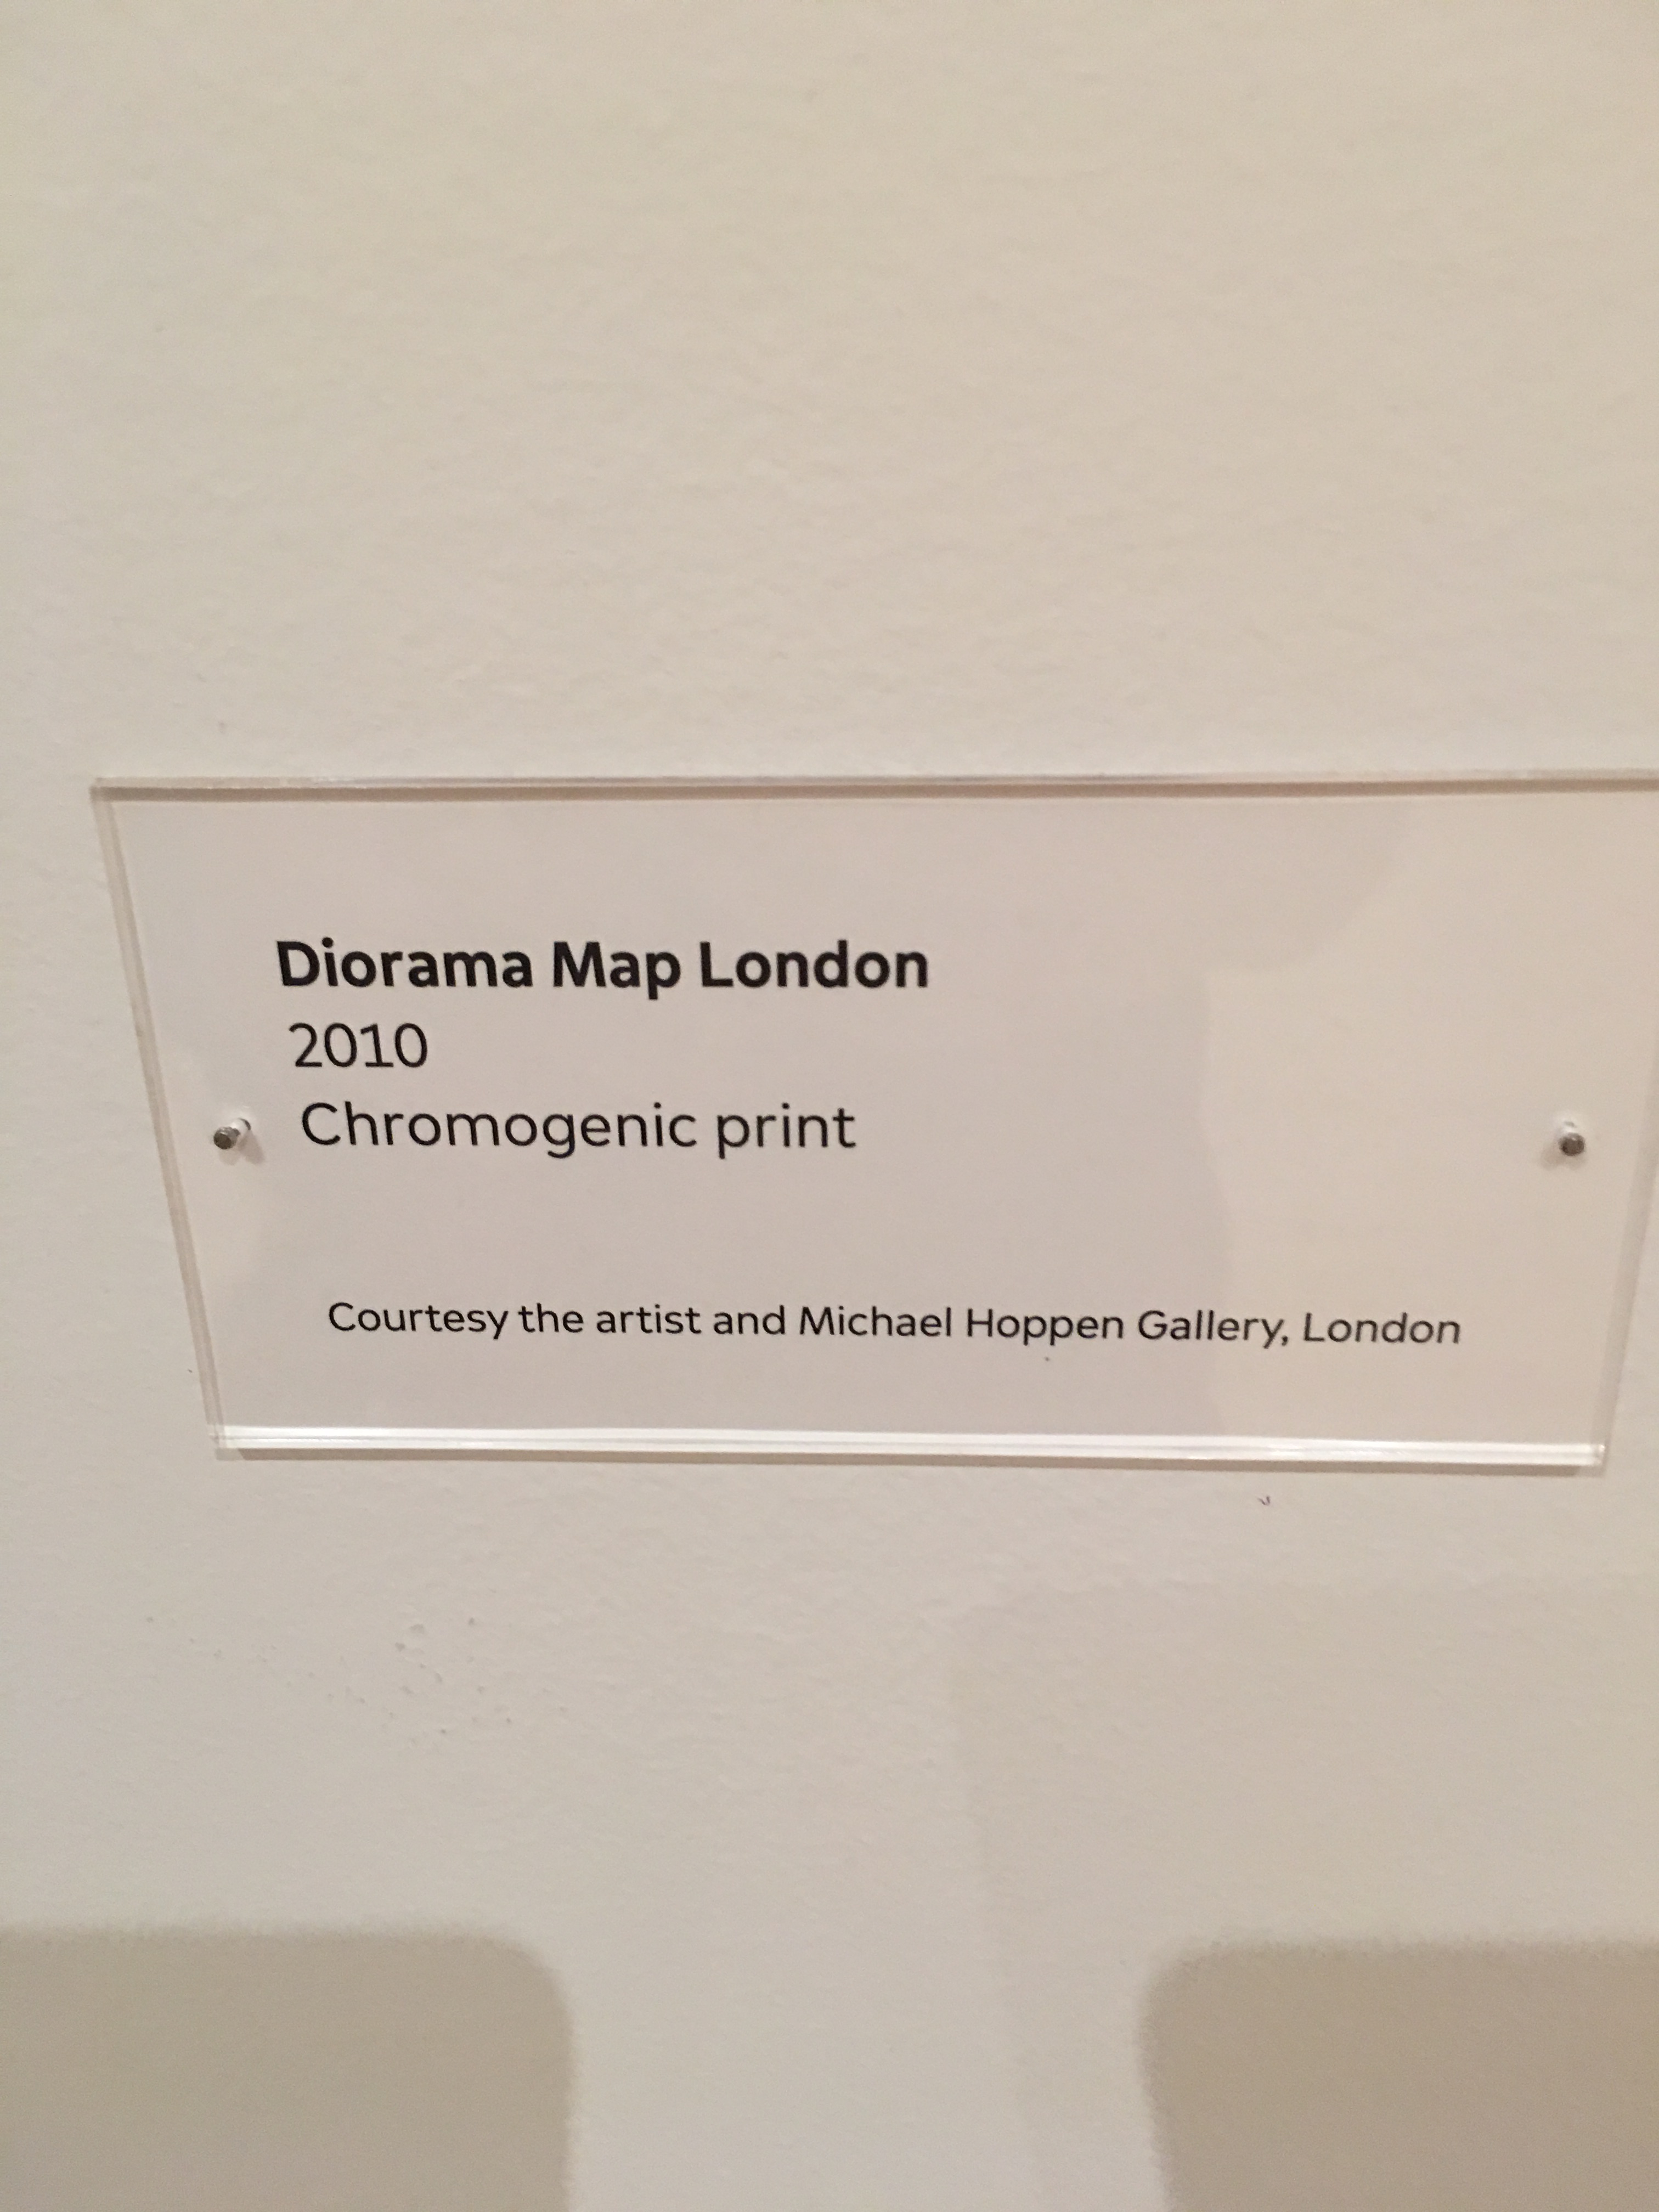 Diorama Map London
2010
Chromogenic print
Courtesy the artist and Michael Hoppen Gallery, London